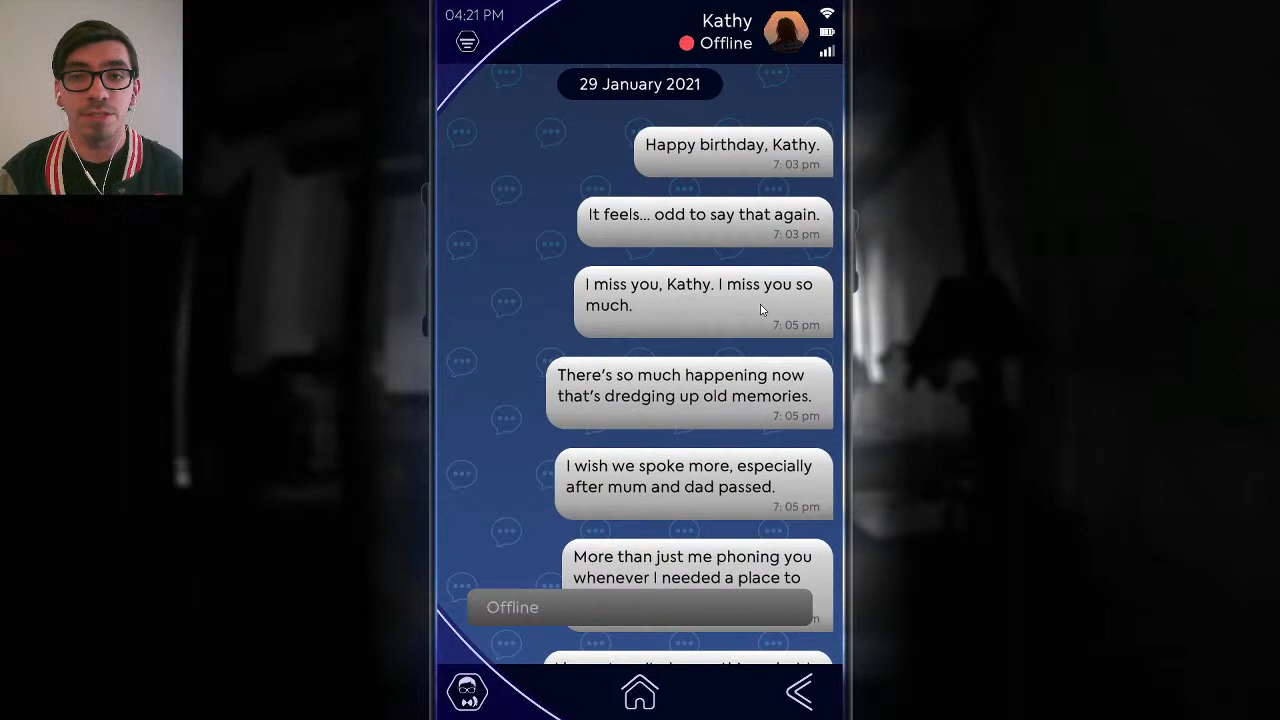 04:21 PM
Kathy
Offline
29 January 2021
Happy birthday, Kathy.
7: 03 pm
It feels... odd to say that again.
7: 03 pm
I miss you, Kathy. I miss you so
much.
7: 05 pm
There's so much happening now
that's dredging up old memories.
7: 05 pm
I wish we spoke more, especially
after mum and dad passed.
7: 05 pm
More than just me phoning you
whenever I needed a place to
Offline